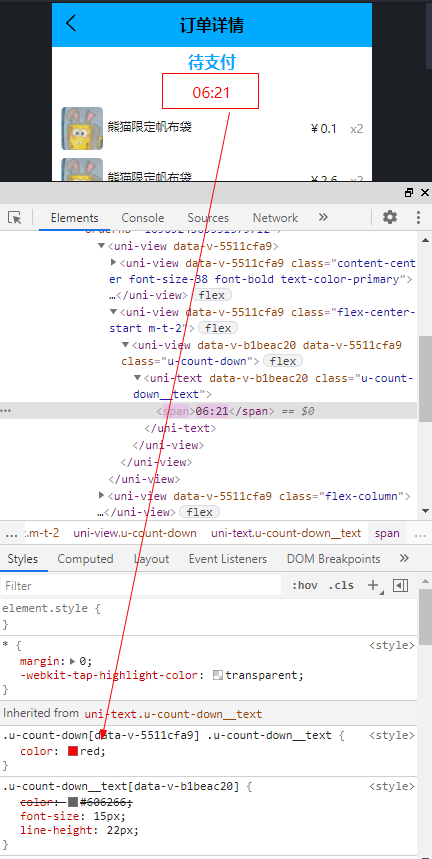 订单详情
待支付
06:21
熊猫限定帆布袋 ￥0.1 x2
熊猫限定帆布袋 ￥2.6 x2
Elements Console Sources Network »
<uni-view data-v-5511cfa9>
<uni-view data-v-5511cfa9 class="content-cent
er font-size-38 font-bold text-color-primary">
…</uni-view> flex
<uni-view data-v-5511cfa9 class="flex-center-
start m-t-2"> flex
<uni-view data-v-b1beac20 data-v-5511cfa9
class="u-count-down"> flex
<uni-text data-v-b1beac20 class="u-count-
down__text">
… <span>06:21</span> == $0
</uni-text>
</uni-view>
</uni-view>
<uni-view data-v-5511cfa9 class="flex-column">
…</uni-view> flex
… .m-t-2 uni-view.u-count-down uni-text.u-count-down__text span …
Styles Computed Layout Event Listeners DOM Breakpoints »
Filter :hov .cls +
element.style {
}
* { <style>
margin: 0;
-webkit-tap-highlight-color: transparent;
}
Inherited from uni-text.u-count-down__text
.u-count-down[data-v-5511cfa9] .u-count-down__text { <style>
color: red;
}
.u-count-down__text[data-v-b1beac20] { <style>
color: #606266;
font-size: 15px;
line-height: 22px;
}